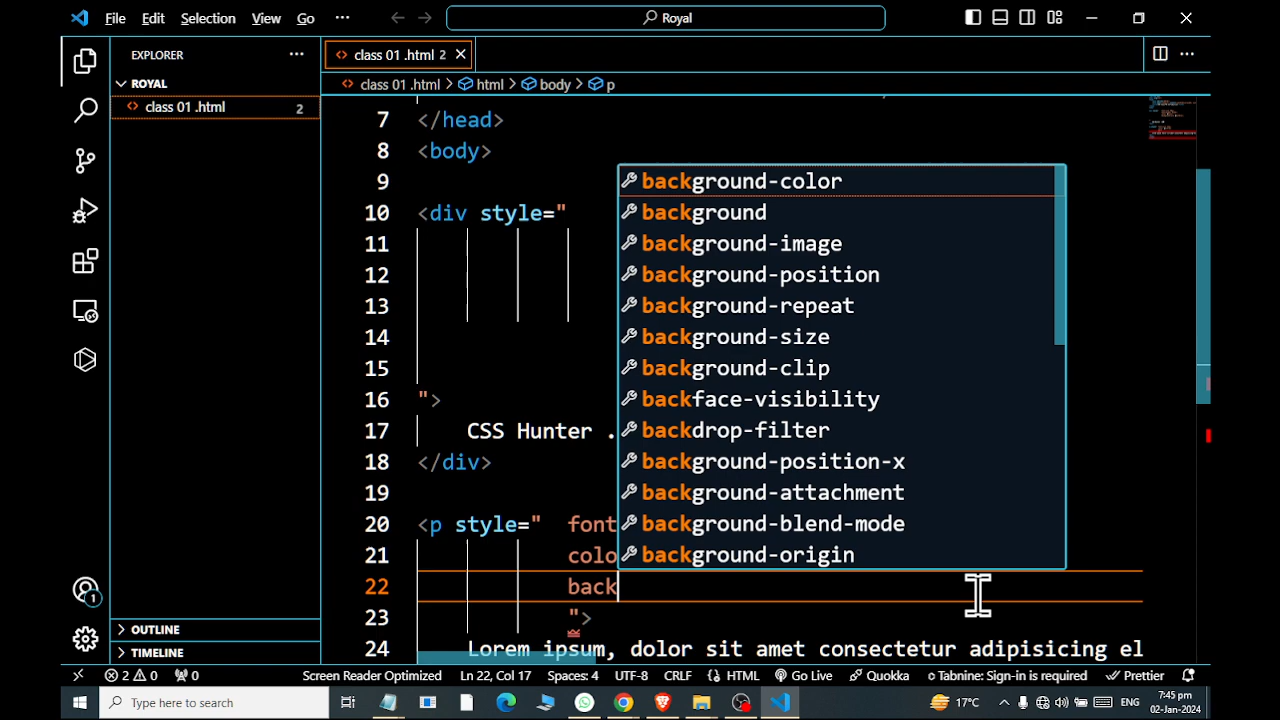 File Edit Selection View Go ··· Royal
EXPLORER ···
class 01 .html 2
ROYAL
class 01 .html > html > body > p
class 01 .html 2
7 </head>
8 <body>
9
10 <div style="
11
12
13
14
15
16 ">
17 CSS Hunter .
18 </div>
19
20 <p style=" font
21 colo
22 back
23 ">
24 Lorem ipsum, dolor sit amet consectetur adipisicing el
background-color
background
background-image
background-position
background-repeat
background-size
background-clip
backface-visibility
backdrop-filter
background-position-x
background-attachment
background-blend-mode
background-origin
1
OUTLINE
TIMELINE
2 0 0 Screen Reader Optimized Ln 22, Col 17 Spaces: 4 UTF-8 CRLF HTML Go Live Quokka Tabnine: Sign-in is required Prettier
Type here to search 17°C ENG 7:45 pm
02-Jan-2024